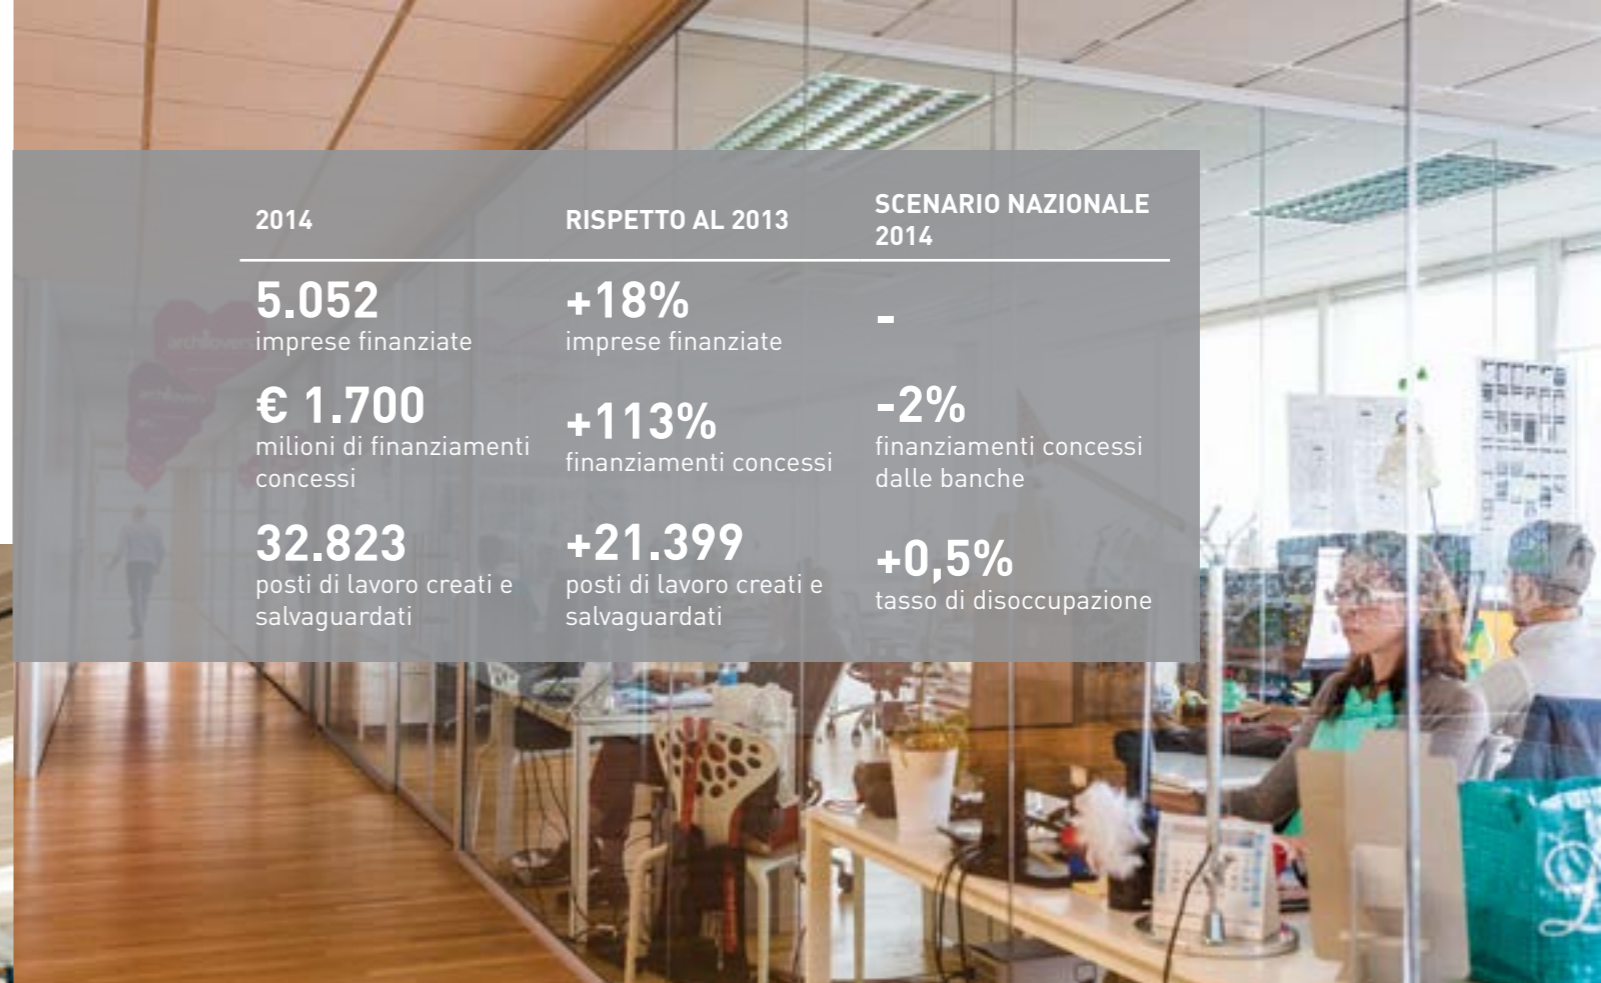 2014
RISPETTO AL 2013
SCENARIO NAZIONALE
2014
5.052
imprese finanziate
+18%
imprese finanziate
-
€ 1.700
milioni di finanziamenti
concessi
+113%
finanziamenti concessi
-2%
finanziamenti concessi
dalle banche
32.823
posti di lavoro creati e
salvaguardati
+21.399
posti di lavoro creati e
salvaguardati
+0,5%
tasso di disoccupazione
archilovers